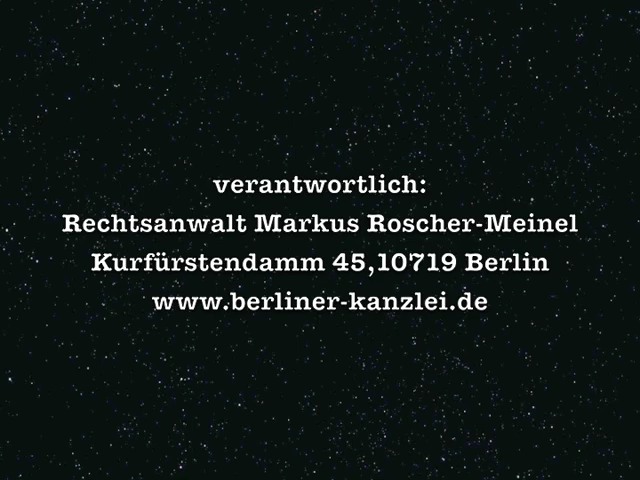 verantwortlich:
Rechtsanwalt Markus Roscher-Meinel
Kurfürstendamm 45,10719 Berlin
www.berliner-kanzlei.de